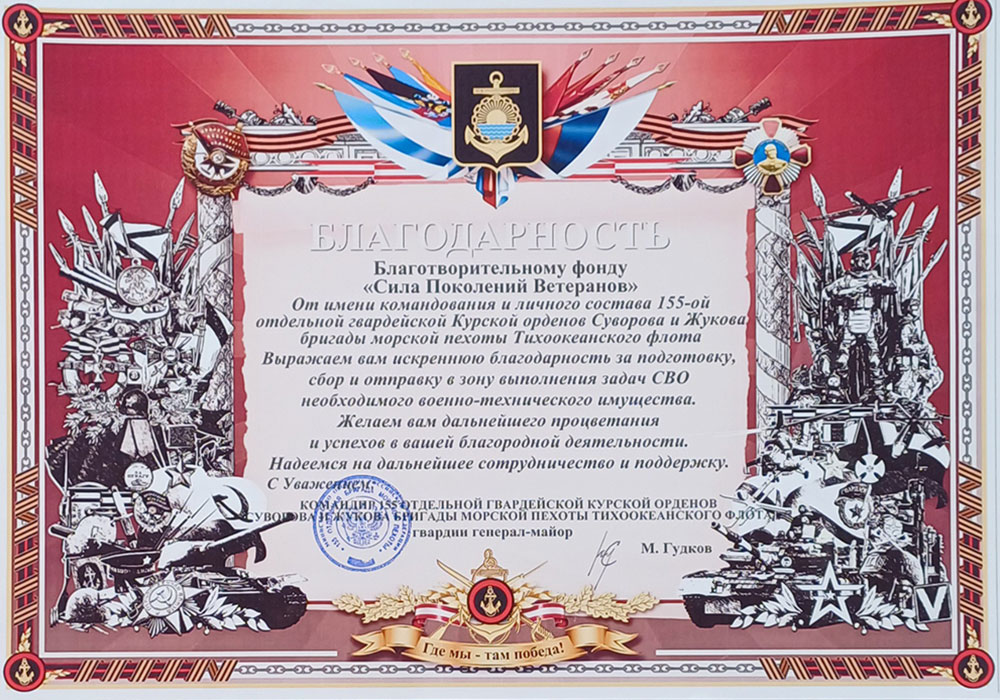 БЛАГОДАРНОСТЬ
Благотворительному фонду
«Сила Поколений Ветеранов»
От имени командования и личного состава 155-ой
отдельной гвардейской Курской орденов Суворова и Жукова
бригады морской пехоты Тихоокеанского флота
Выражаем вам искреннюю благодарность за подготовку,
сбор и отправку в зону выполнения задач СВО
необходимого военно-технического имущества.
Желаем вам дальнейшего процветания
и успехов в вашей благородной деятельности.
Надеемся на дальнейшее сотрудничество и поддержку.
С Уважением:
КОМАНДИР 155 ОТДЕЛЬНОЙ ГВАРДЕЙСКОЙ КУРСКОЙ ОРДЕНОВ
СУВОРОВА И ЖУКОВА БРИГАДЫ МОРСКОЙ ПЕХОТЫ ТИХООКЕАНСКОГО ФЛОТА
гвардии генерал-майор
М. Гудков
Где мы - там победа!
V